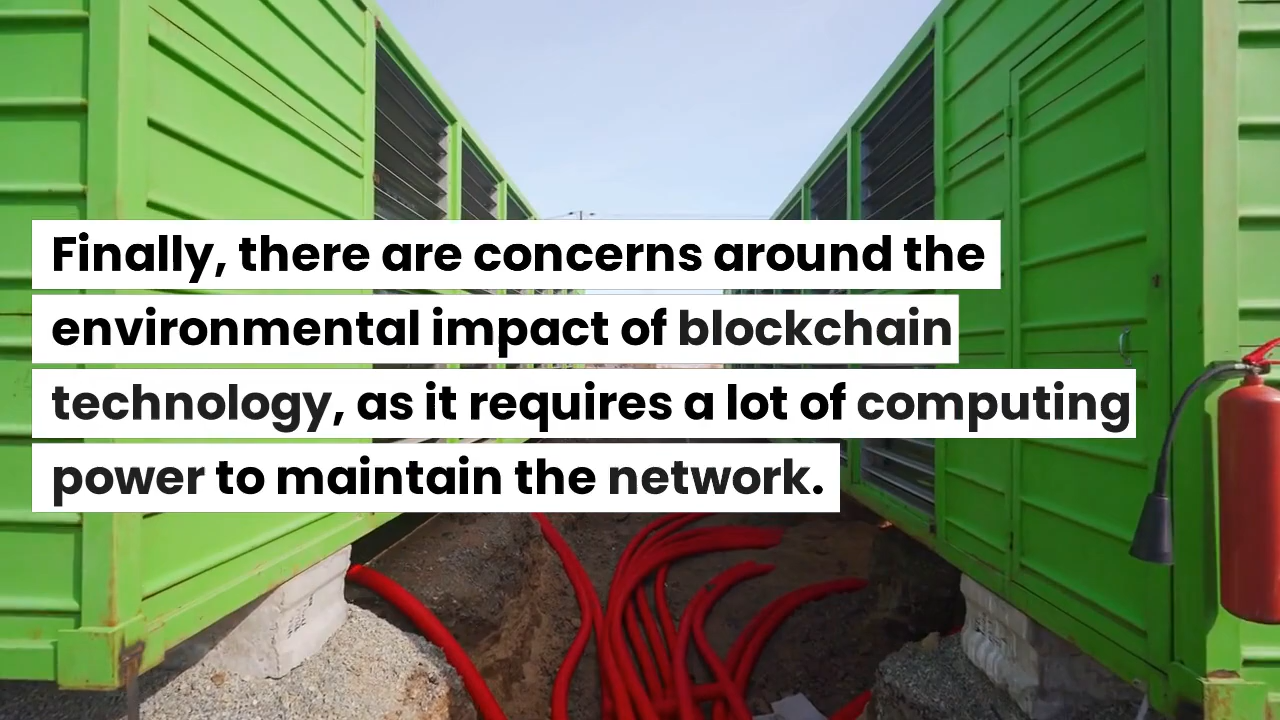 Finally, there are concerns around the
environmental impact of blockchain
technology, as it requires a lot of computing
power to maintain the network.